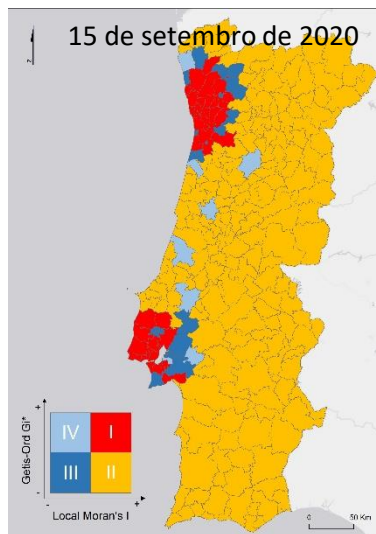 15 de setembro de 2020
z
Getis-Ord Gi*
+
-
IV
I
III
II
-
+
Local Moran's I
0
50 Km